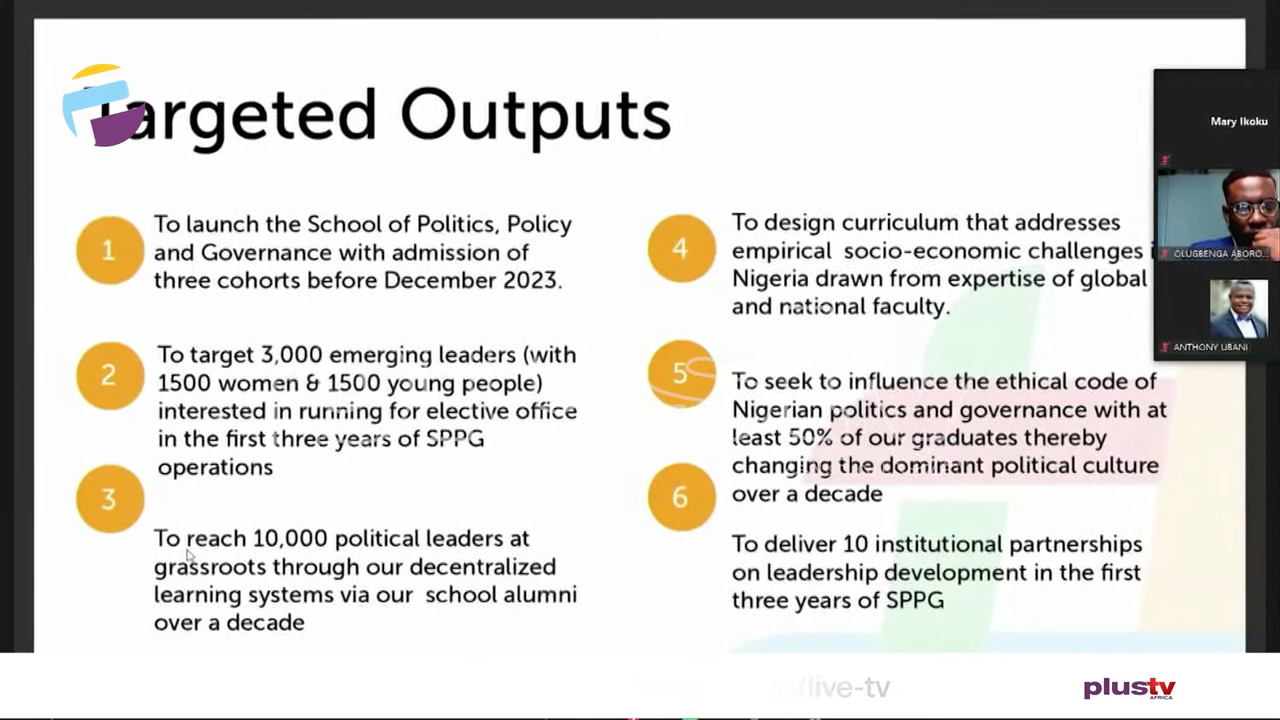 Targeted Outputs
1
To launch the School of Politics, Policy
and Governance with admission of
three cohorts before December 2023.
2
To target 3,000 emerging leaders (with
1500 women & 1500 young people)
interested in running for elective office
in the first three years of SPPG
operations
3
To reach 10,000 political leaders at
grassroots through our decentralized
learning systems via our school alumni
over a decade
4
To design curriculum that addresses
empirical socio-economic challenges
Nigeria drawn from expertise of global
and national faculty.
5
To seek to influence the ethical code of
Nigerian politics and governance with at
least 50% of our graduates thereby
changing the dominant political culture
over a decade
6
To deliver 10 institutional partnerships
on leadership development in the first
three years of SPPG
Mary Ikoku
OLUGBENGA ABORO...
ANTHONY UBANI
/live-tv
plustv
AFRICA